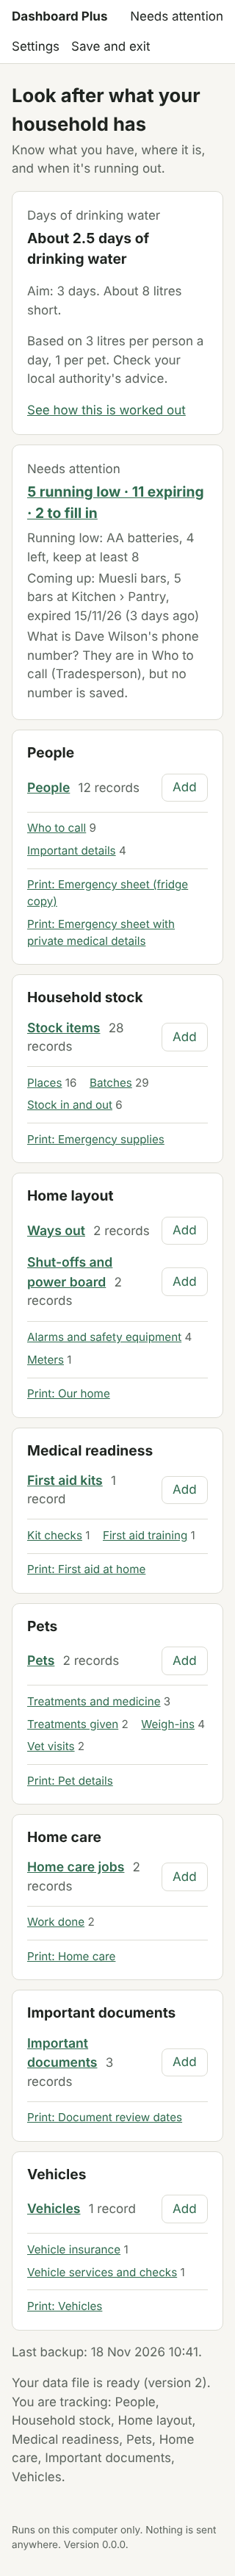 Dashboard Plus Needs attention
Settings Save and exit
Look after what your
household has
Know what you have, where it is,
and when it's running out.
Days of drinking water
About 2.5 days of
drinking water
Aim: 3 days. About 8 litres
short.
Based on 3 litres per person a
day, 1 per pet. Check your
local authority's advice.
See how this is worked out
Needs attention
5 running low · 11 expiring
· 2 to fill in
Running low: AA batteries, 4
left, keep at least 8
Coming up: Muesli bars, 5
bars at Kitchen › Pantry,
expired 15/11/26 (3 days ago)
What is Dave Wilson's phone
number? They are in Who to
call (Tradesperson), but no
number is saved.
People
People 12 records Add
Who to call 9
Important details 4
Print: Emergency sheet (fridge
copy)
Print: Emergency sheet with
private medical details
Household stock
Stock items 28
records Add
Places 16 Batches 29
Stock in and out 6
Print: Emergency supplies
Home layout
Ways out 2 records Add
Shut-offs and
power board 2
records Add
Alarms and safety equipment 4
Meters 1
Print: Our home
Medical readiness
First aid kits 1
record Add
Kit checks 1 First aid training 1
Print: First aid at home
Pets
Pets 2 records Add
Treatments and medicine 3
Treatments given 2 Weigh-ins 4
Vet visits 2
Print: Pet details
Home care
Home care jobs 2
records Add
Work done 2
Print: Home care
Important documents
Important
documents 3
records Add
Print: Document review dates
Vehicles
Vehicles 1 record Add
Vehicle insurance 1
Vehicle services and checks 1
Print: Vehicles
Last backup: 18 Nov 2026 10:41.
Your data file is ready (version 2).
You are tracking: People,
Household stock, Home layout,
Medical readiness, Pets, Home
care, Important documents,
Vehicles.
Runs on this computer only. Nothing is sent
anywhere. Version 0.0.0.